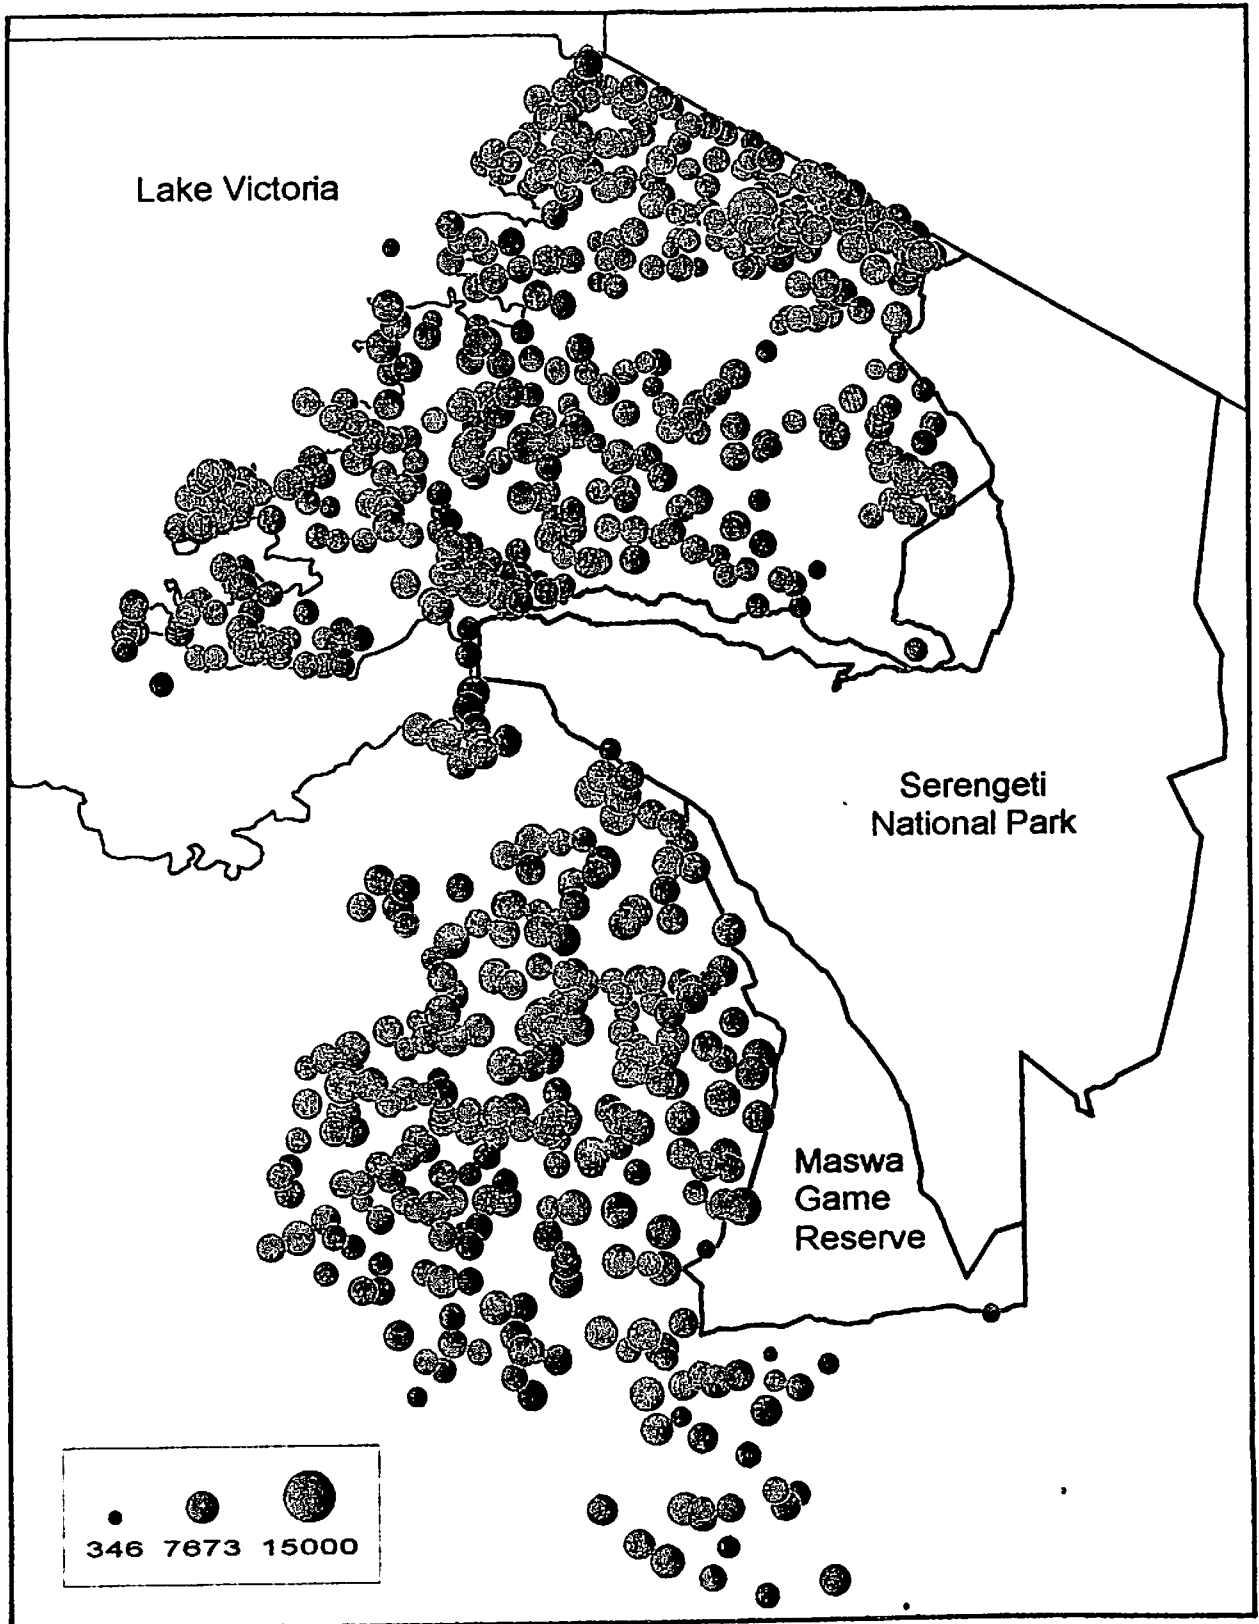 Lake Victoria
Serengeti
National Park
Maswa
Game
Reserve
346 7673 15000